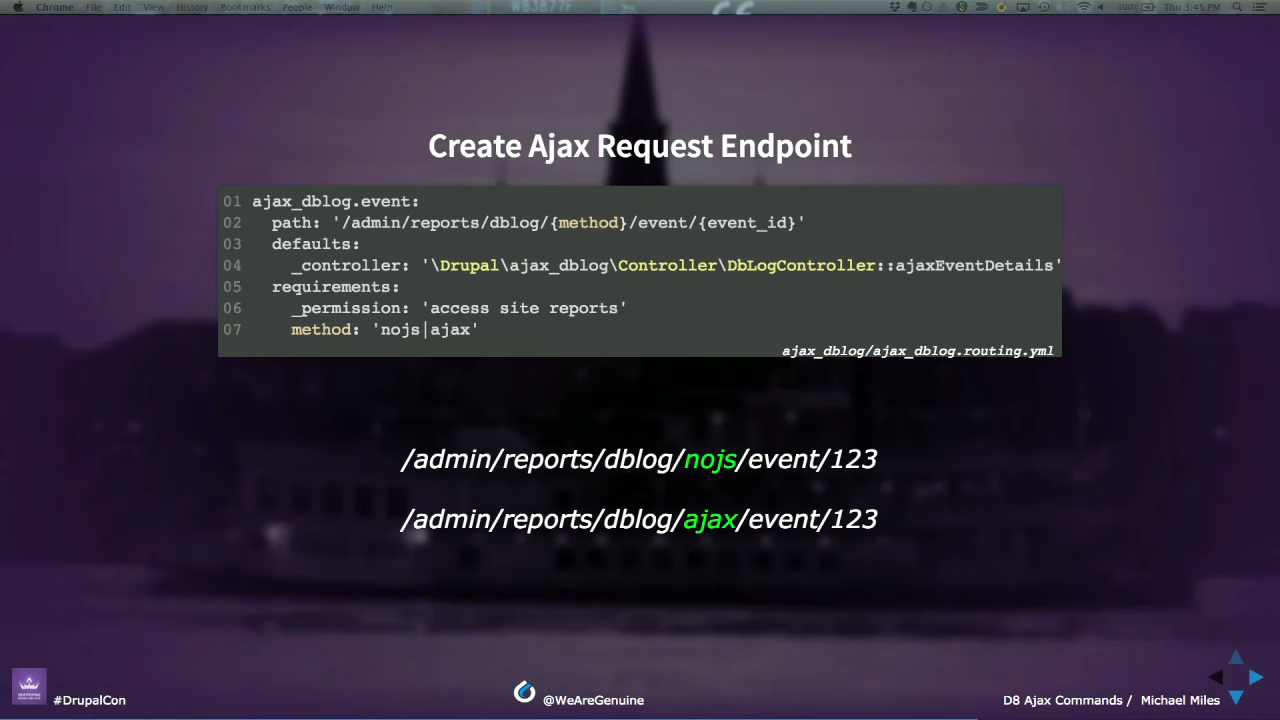 Chrome File Edit View History Bookmarks People Window Help 300% Thu 3:45 PM
Create Ajax Request Endpoint
01 ajax_dblog.event:
02 path: '/admin/reports/dblog/{method}/event/{event_id}'
03 defaults:
04 _controller: '\Drupal\ajax_dblog\Controller\DbLogController::ajaxEventDetails'
05 requirements:
06 _permission: 'access site reports'
07 method: 'nojs|ajax'
ajax_dblog/ajax_dblog.routing.yml
/admin/reports/dblog/nojs/event/123
/admin/reports/dblog/ajax/event/123
#DrupalCon
@WeAreGenuine
D8 Ajax Commands / Michael Miles